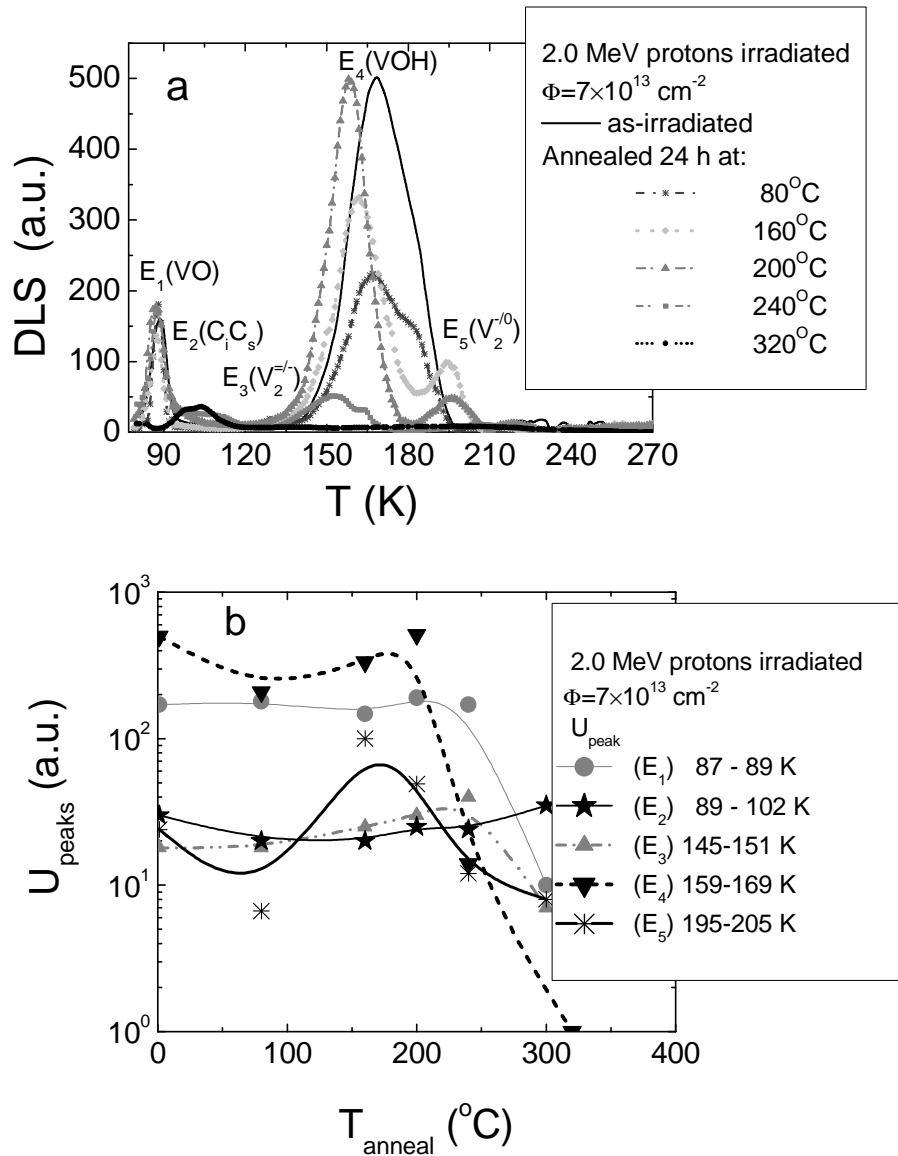 a
E4(VOH)
E1(VO)
E2(CiCs)
E3(V2=/-)
E5(V2-/0)
500
400
300
200
100
0
DLS (a.u.)
90 120 150 180 210 240 270
T (K)
2.0 MeV protons irradiated
Φ=7×10^13 cm^-2
as-irradiated
Annealed 24 h at:
80°C
160°C
200°C
240°C
320°C
b
10^3
10^2
10^1
10^0
Upeaks (a.u.)
0 100 200 300 400
Tanneal (°C)
2.0 MeV protons irradiated
Φ=7×10^13 cm^-2
Upeak
(E1) 87 - 89 K
(E2) 89 - 102 K
(E3) 145-151 K
(E4) 159-169 K
(E5) 195-205 K